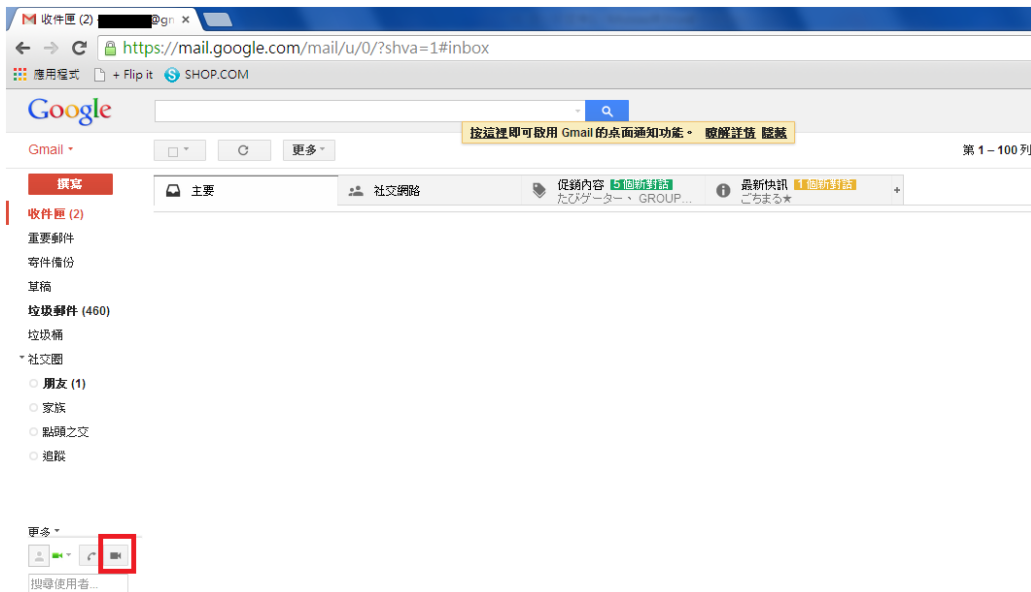 收件匣 (2) @gn ×
https://mail.google.com/mail/u/0/?shva=1#inbox
應用程式 + Flip it SHOP.COM
Google
按這裡即可啟用 Gmail 的桌面通知功能。 瞭解詳情 隱藏
Gmail
更多
第 1 – 100 列
撰寫
主要
社交網路
促銷內容 5 個新對話
たびゲーター、GROUP...
最新快訊 1 個新對話
ごちまる★
+
收件匣 (2)
重要郵件
寄件備份
草稿
垃圾郵件 (460)
垃圾桶
社交圈
朋友 (1)
家族
點頭之交
追蹤
更多
搜尋使用者...